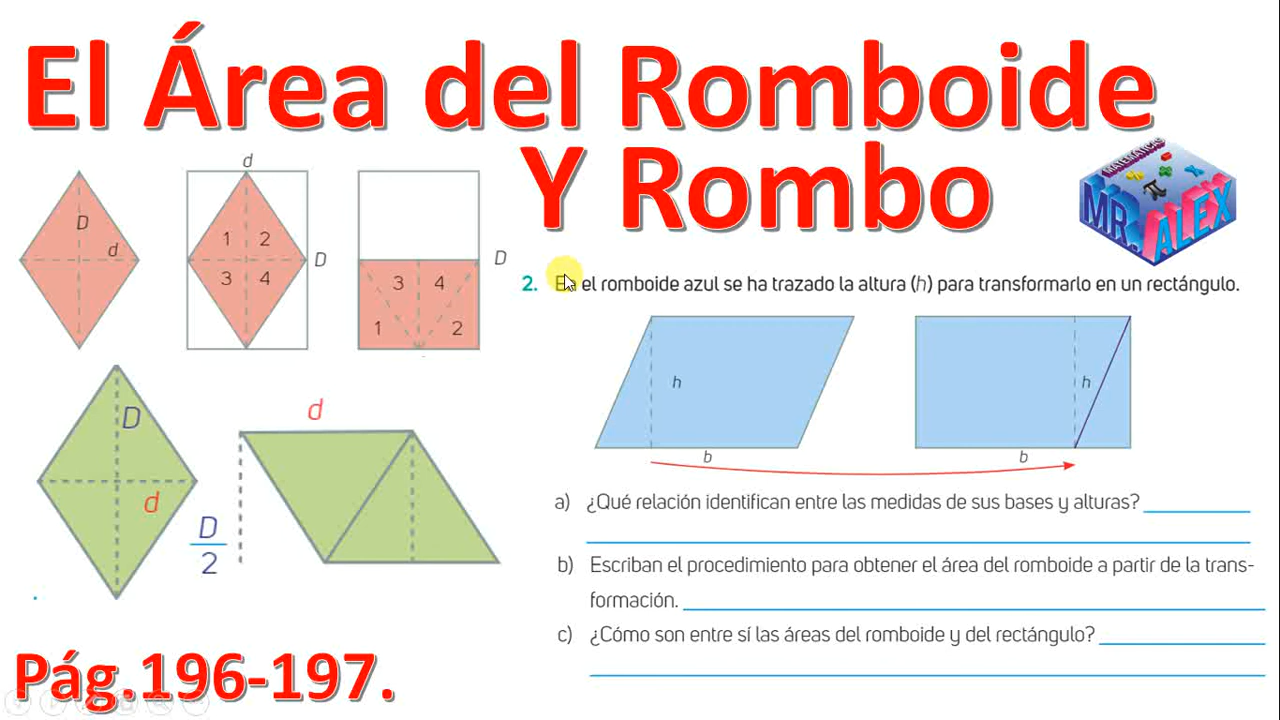 El Área del Romboide
Y Rombo
MATEMÁTICAS
MR.
ALEX
D
d
d
1 2
3 4
D
3 4
1 2
D
2. En el romboide azul se ha trazado la altura (h) para transformarlo en un rectángulo.
h
b
h
b
D
d
d
D
2
a) ¿Qué relación identifican entre las medidas de sus bases y alturas?
b) Escriban el procedimiento para obtener el área del romboide a partir de la trans-
formación.
c) ¿Cómo son entre sí las áreas del romboide y del rectángulo?
Pág.196-197.